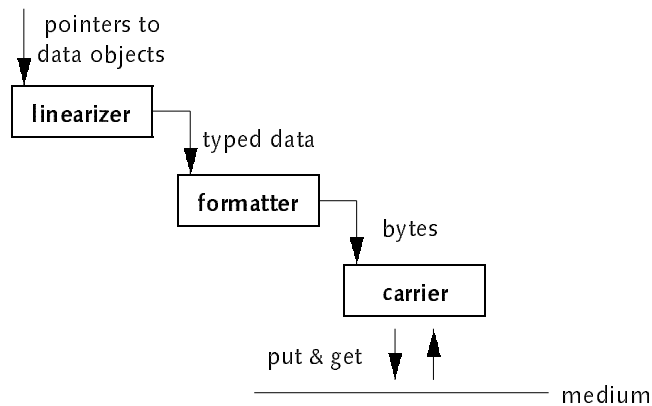 pointers to
data objects
linearizer
typed data
formatter
bytes
carrier
put & get
medium